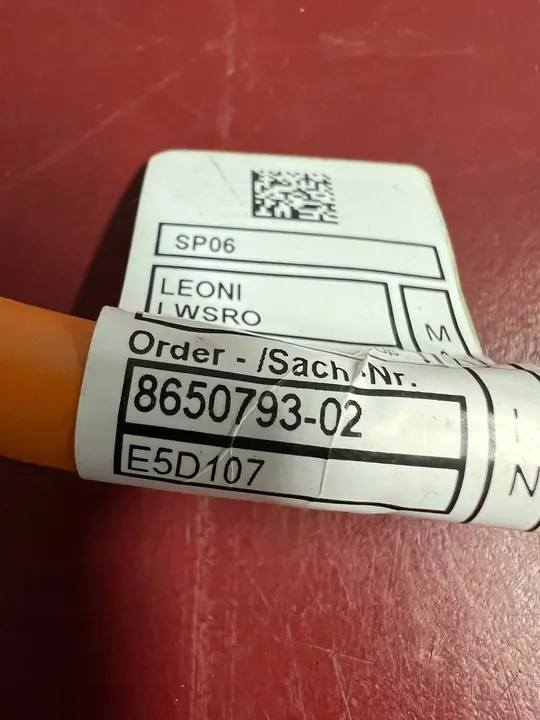 SP06
LEONI
LWSRO
M
Order - /Sach-Nr.
8650793-02
E5D107
I
N